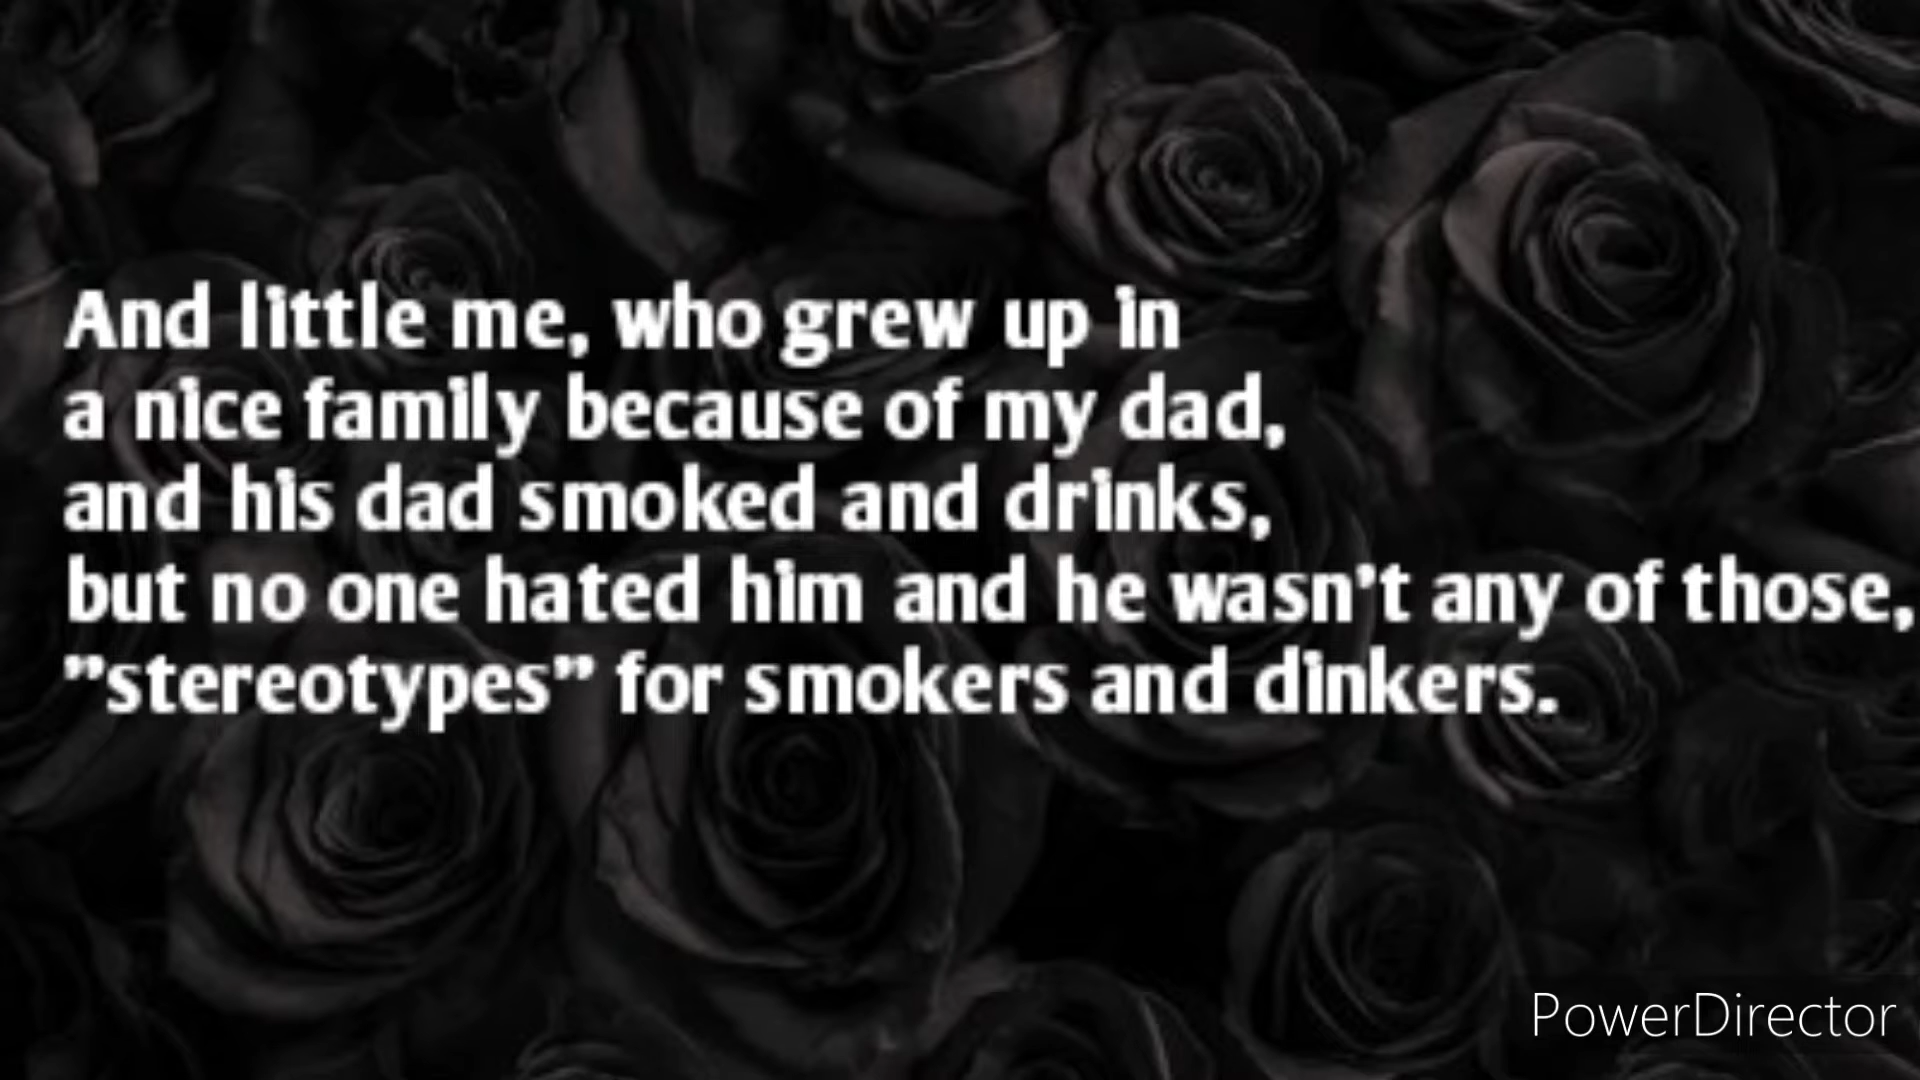 And little me, who grew up in
a nice family because of my dad,
and his dad smoked and drinks,
but no one hated him and he wasn't any of those,
"stereotypes" for smokers and dinkers.
PowerDirector